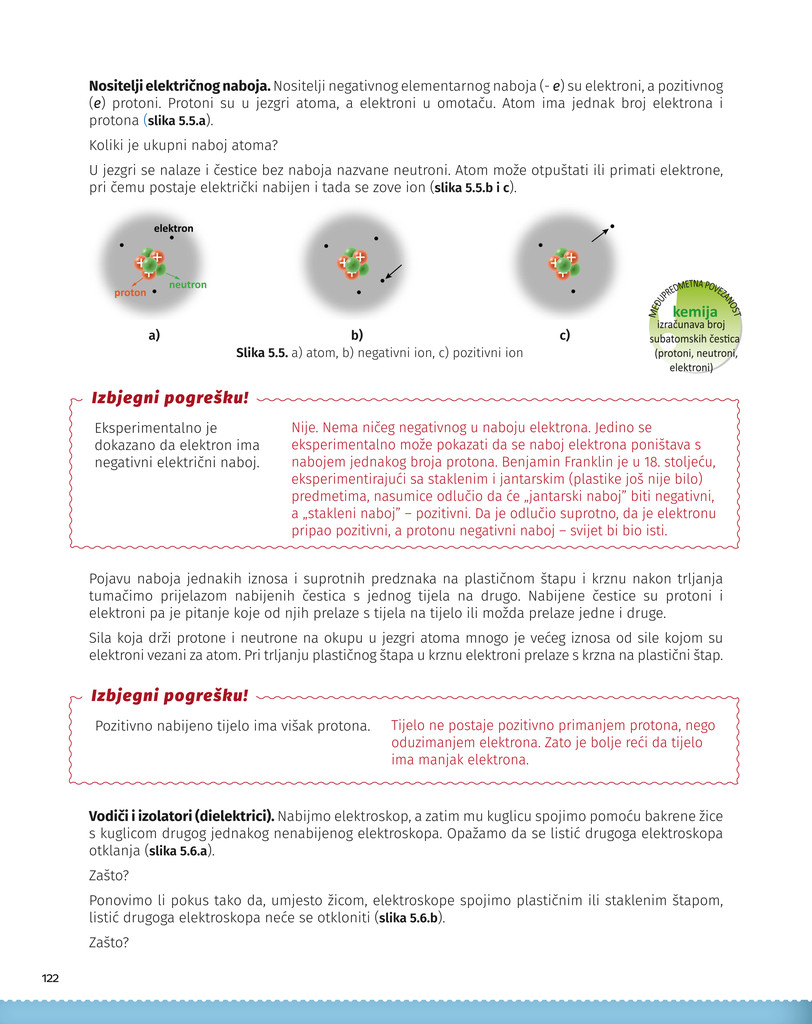 Nositelji električnog naboja. Nositelji negativnog elementarnog naboja (- e) su elektroni, a pozitivnog
(e) protoni. Protoni su u jezgri atoma, a elektroni u omotaču. Atom ima jednak broj elektrona i
protona (slika 5.5.a).
Koliki je ukupni naboj atoma?
U jezgri se nalaze i čestice bez naboja nazvane neutroni. Atom može otpuštati ili primati elektrone,
pri čemu postaje električki nabijen i tada se zove ion (slika 5.5.b i c).
elektron
neutron
proton
a)
b)
c)
Slika 5.5. a) atom, b) negativni ion, c) pozitivni ion
MEĐUPREDMETNA POVEZANOST
kemija
izračunava broj
subatomskih čestica
(protoni, neutroni,
elektroni)
Izbjegni pogrešku!
Eksperimentalno je
dokazano da elektron ima
negativni električni naboj.
Nije. Nema ničeg negativnog u naboju elektrona. Jedino se
eksperimentalno može pokazati da se naboj elektrona poništava s
nabojem jednakog broja protona. Benjamin Franklin je u 18. stoljeću,
eksperimentirajući sa staklenim i jantarskim (plastike još nije bilo)
predmetima, nasumice odlučio da će „jantarski naboj” biti negativni,
a „stakleni naboj” – pozitivni. Da je odlučio suprotno, da je elektronu
pripao pozitivni, a protonu negativni naboj – svijet bi bio isti.
Pojavu naboja jednakih iznosa i suprotnih predznaka na plastičnom štapu i krznu nakon trljanja
tumačimo prijelazom nabijenih čestica s jednog tijela na drugo. Nabijene čestice su protoni i
elektroni pa je pitanje koje od njih prelaze s tijela na tijelo ili možda prelaze jedne i druge.
Sila koja drži protone i neutrone na okupu u jezgri atoma mnogo je većeg iznosa od sile kojom su
elektroni vezani za atom. Pri trljanju plastičnog štapa u krznu elektroni prelaze s krzna na plastični štap.
Izbjegni pogrešku!
Pozitivno nabijeno tijelo ima višak protona.
Tijelo ne postaje pozitivno primanjem protona, nego
oduzimanjem elektrona. Zato je bolje reći da tijelo
ima manjak elektrona.
Vodiči i izolatori (dielektrici). Nabijmo elektroskop, a zatim mu kuglicu spojimo pomoću bakrene žice
s kuglicom drugog jednakog nenabijenog elektroskopa. Opažamo da se listić drugoga elektroskopa
otklanja (slika 5.6.a).
Zašto?
Ponovimo li pokus tako da, umjesto žicom, elektroskope spojimo plastičnim ili staklenim štapom,
listić drugoga elektroskopa neće se otkloniti (slika 5.6.b).
Zašto?
122